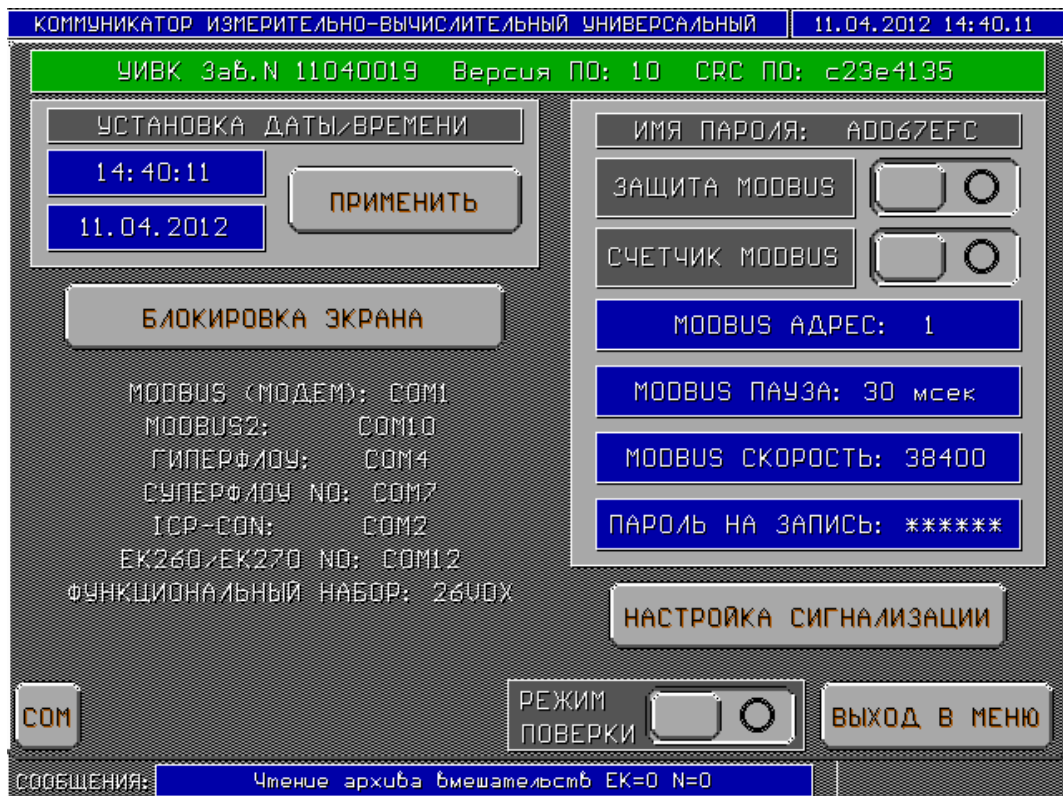 КОММУНИКАТОР ИЗМЕРИТЕЛЬНО-ВЫЧИСЛИТЕЛЬНЫЙ УНИВЕРСАЛЬНЫЙ 11.04.2012 14:40.11
УИВК Зав.N 11040019 Версия ПО: 10 CRC ПО: c23e4135
УСТАНОВКА ДАТЫ/ВРЕМЕНИ
14:40:11
11.04.2012
ПРИМЕНИТЬ
БЛОКИРОВКА ЭКРАНА
MODBUS (МОДЕМ): COM1
MODBUS2: COM10
ГИПЕРФЛОУ: COM4
СУПЕРФЛОУ NO: COM7
ICP-CON: COM2
EK260/EK270 NO: COM12
ФУНКЦИОНАЛЬНЫЙ НАБОР: 26VOX
ИМЯ ПАРОЛЯ: ADD67EFC
ЗАЩИТА MODBUS
СЧЕТЧИК MODBUS
MODBUS АДРЕС: 1
MODBUS ПАУЗА: 30 мсек
MODBUS СКОРОСТЬ: 38400
ПАРОЛЬ НА ЗАПИСЬ: ******
НАСТРОЙКА СИГНАЛИЗАЦИИ
COM
РЕЖИМ
ПОВЕРКИ
ВЫХОД В МЕНЮ
СООБЩЕНИЯ: Чтение архива вмешательств EK=0 N=0